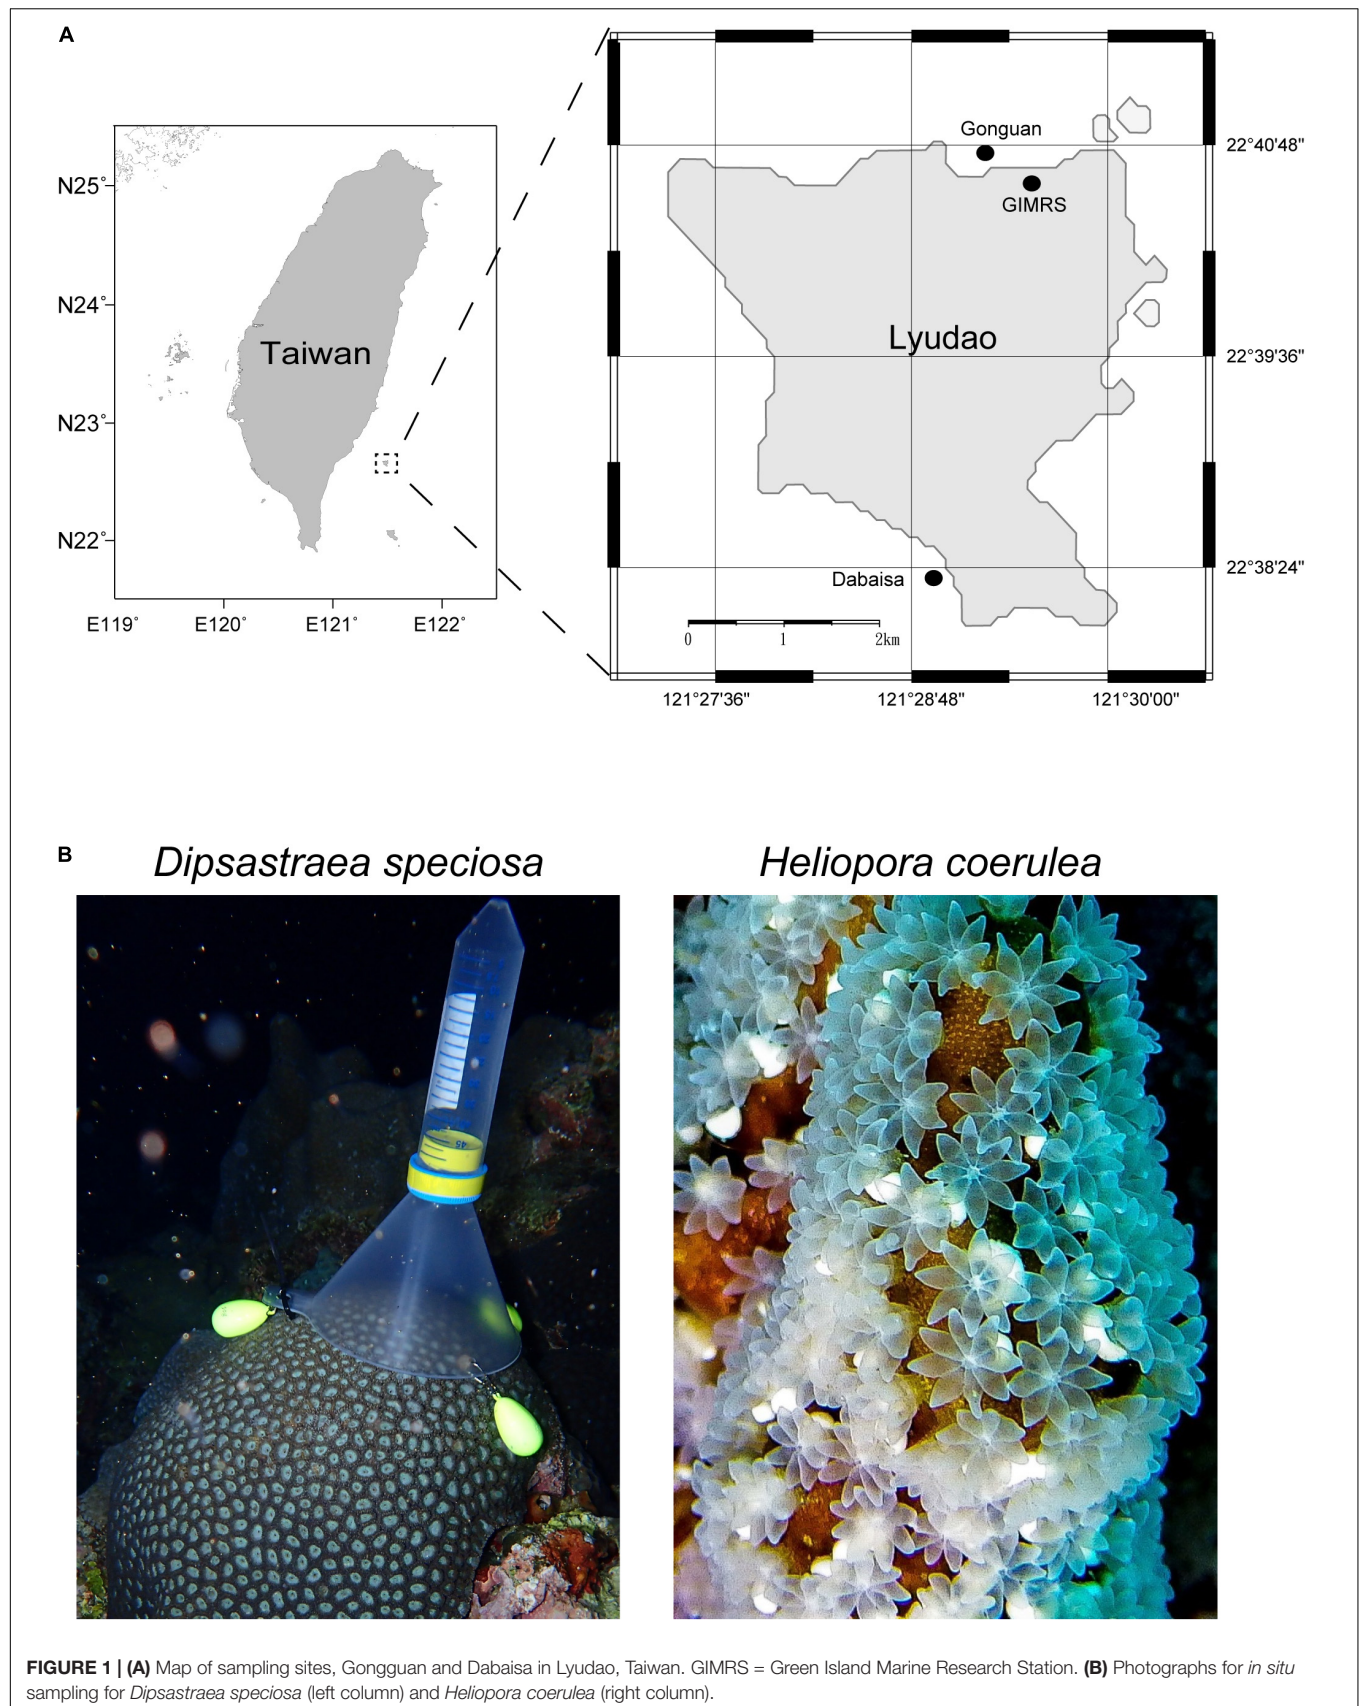 A
Gonguan
22°40'48"
N25°
GIMRS
N24°
Lyudao
Taiwan
22°39'36"
N23°
N22°
22°38'24"
Dabaisa
E119°
E120°
E121°
E122°
0
1
2km
121°27'36"
121°28'48"
121°30'00"
B
Dipsastraea speciosa
Heliopora coerulea
45
FIGURE 1 | (A) Map of sampling sites, Gongguan and Dabaisa in Lyudao, Taiwan. GIMRS = Green Island Marine Research Station. (B) Photographs for in situ
sampling for Dipsastraea speciosa (left column) and Heliopora coerulea (right column).